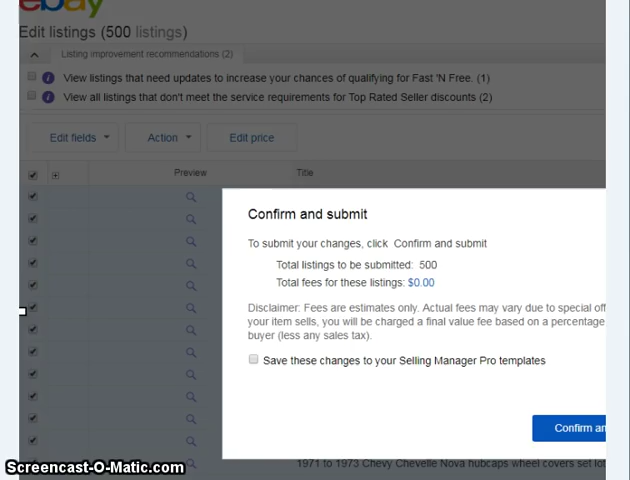 ebay
Edit listings (500 listings)
Listing improvement recommendations (2)
View listings that need updates to increase your chances of qualifying for Fast 'N Free. (1)
View all listings that don't meet the service requirements for Top Rated Seller discounts (2)
Edit fields
Action
Edit price
Preview
Title
Confirm and submit
To submit your changes, click Confirm and submit
Total listings to be submitted: 500
Total fees for these listings: $0.00
Disclaimer: Fees are estimates only. Actual fees may vary due to special off
your item sells, you will be charged a final value fee based on a percentage
buyer (less any sales tax).
Save these changes to your Selling Manager Pro templates
Confirm an
1971 to 1973 Chevy Chevelle Nova hubcaps wheel covers set lot
Screencast-O-Matic.com